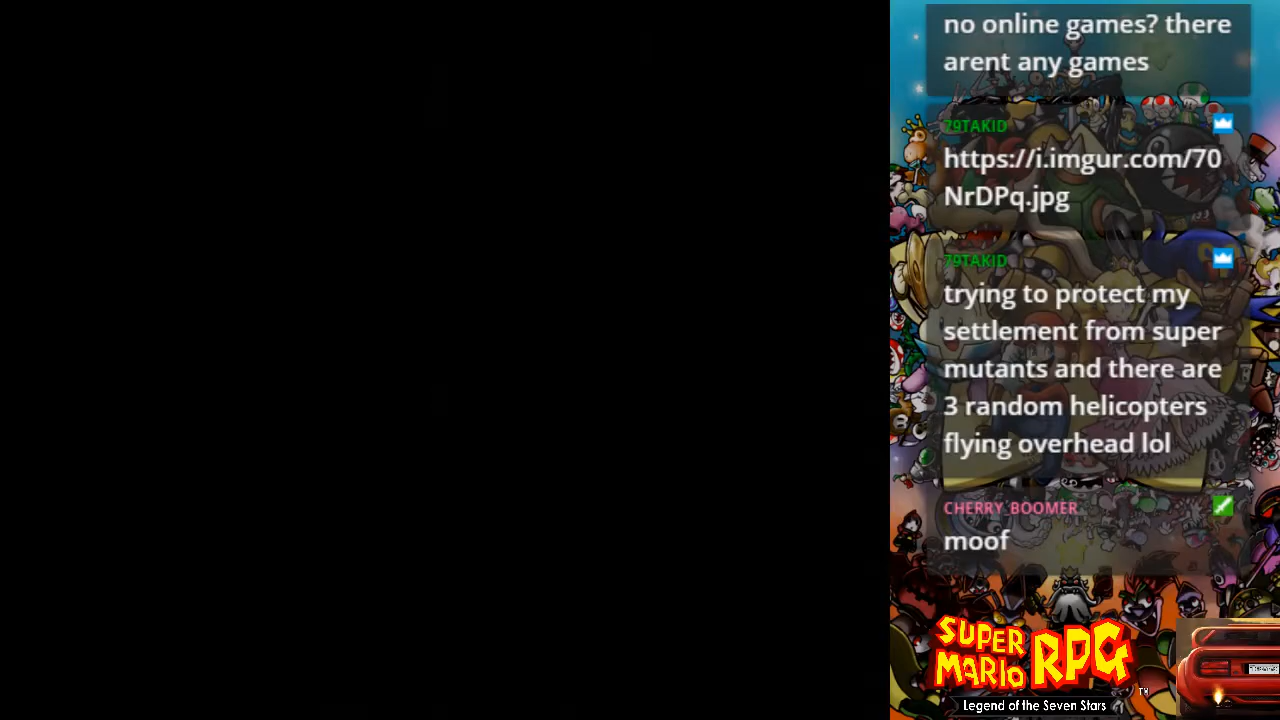 no online games? there
arent any games
79TAKID
https://i.imgur.com/70
NrDPq.jpg
79TAKID
trying to protect my
settlement from super
mutants and there are
3 random helicopters
flying overhead lol
CHERRY_BOOMER
moof
SUPER
MARIO RPG
TM
Legend of the Seven Stars